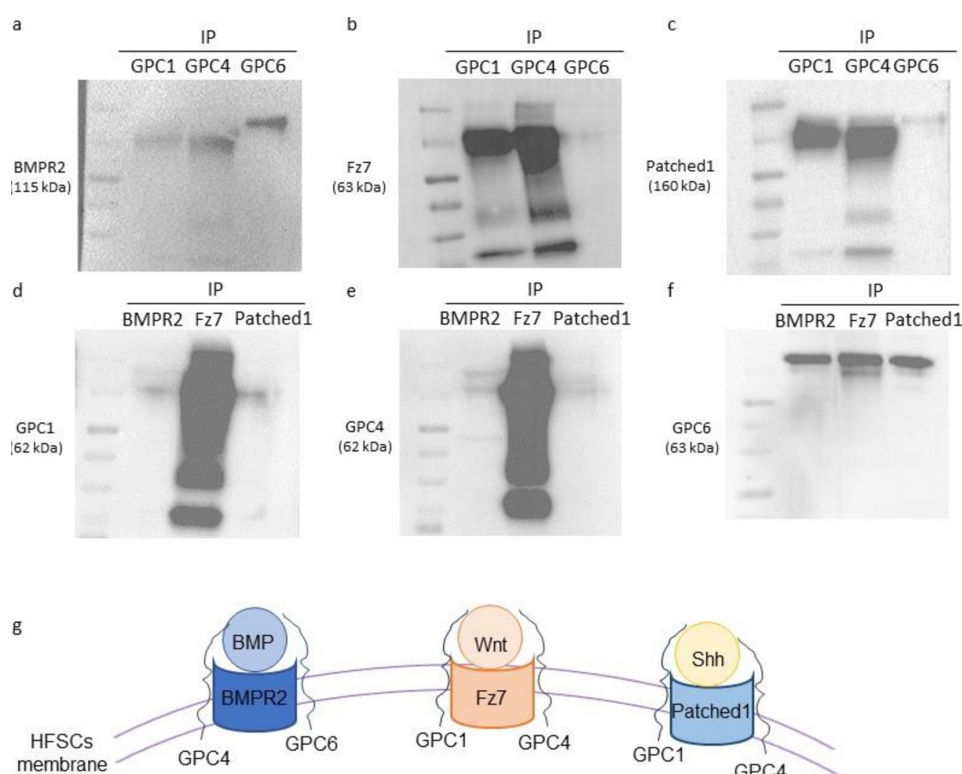 a
IP
GPC1 GPC4 GPC6
BMPR2
(115 kDa)
b
IP
GPC1 GPC4 GPC6
Fz7
(63 kDa)
c
IP
GPC1 GPC4 GPC6
Patched1
(160 kDa)
d
IP
BMPR2 Fz7 Patched1
GPC1
(62 kDa)
e
IP
BMPR2 Fz7 Patched1
GPC4
(62 kDa)
f
IP
BMPR2 Fz7 Patched1
GPC6
(63 kDa)
g
BMP
BMPR2
GPC4
GPC6
Wnt
Fz7
GPC1
GPC4
Shh
Patched1
GPC1
GPC4
HFSCs
membrane